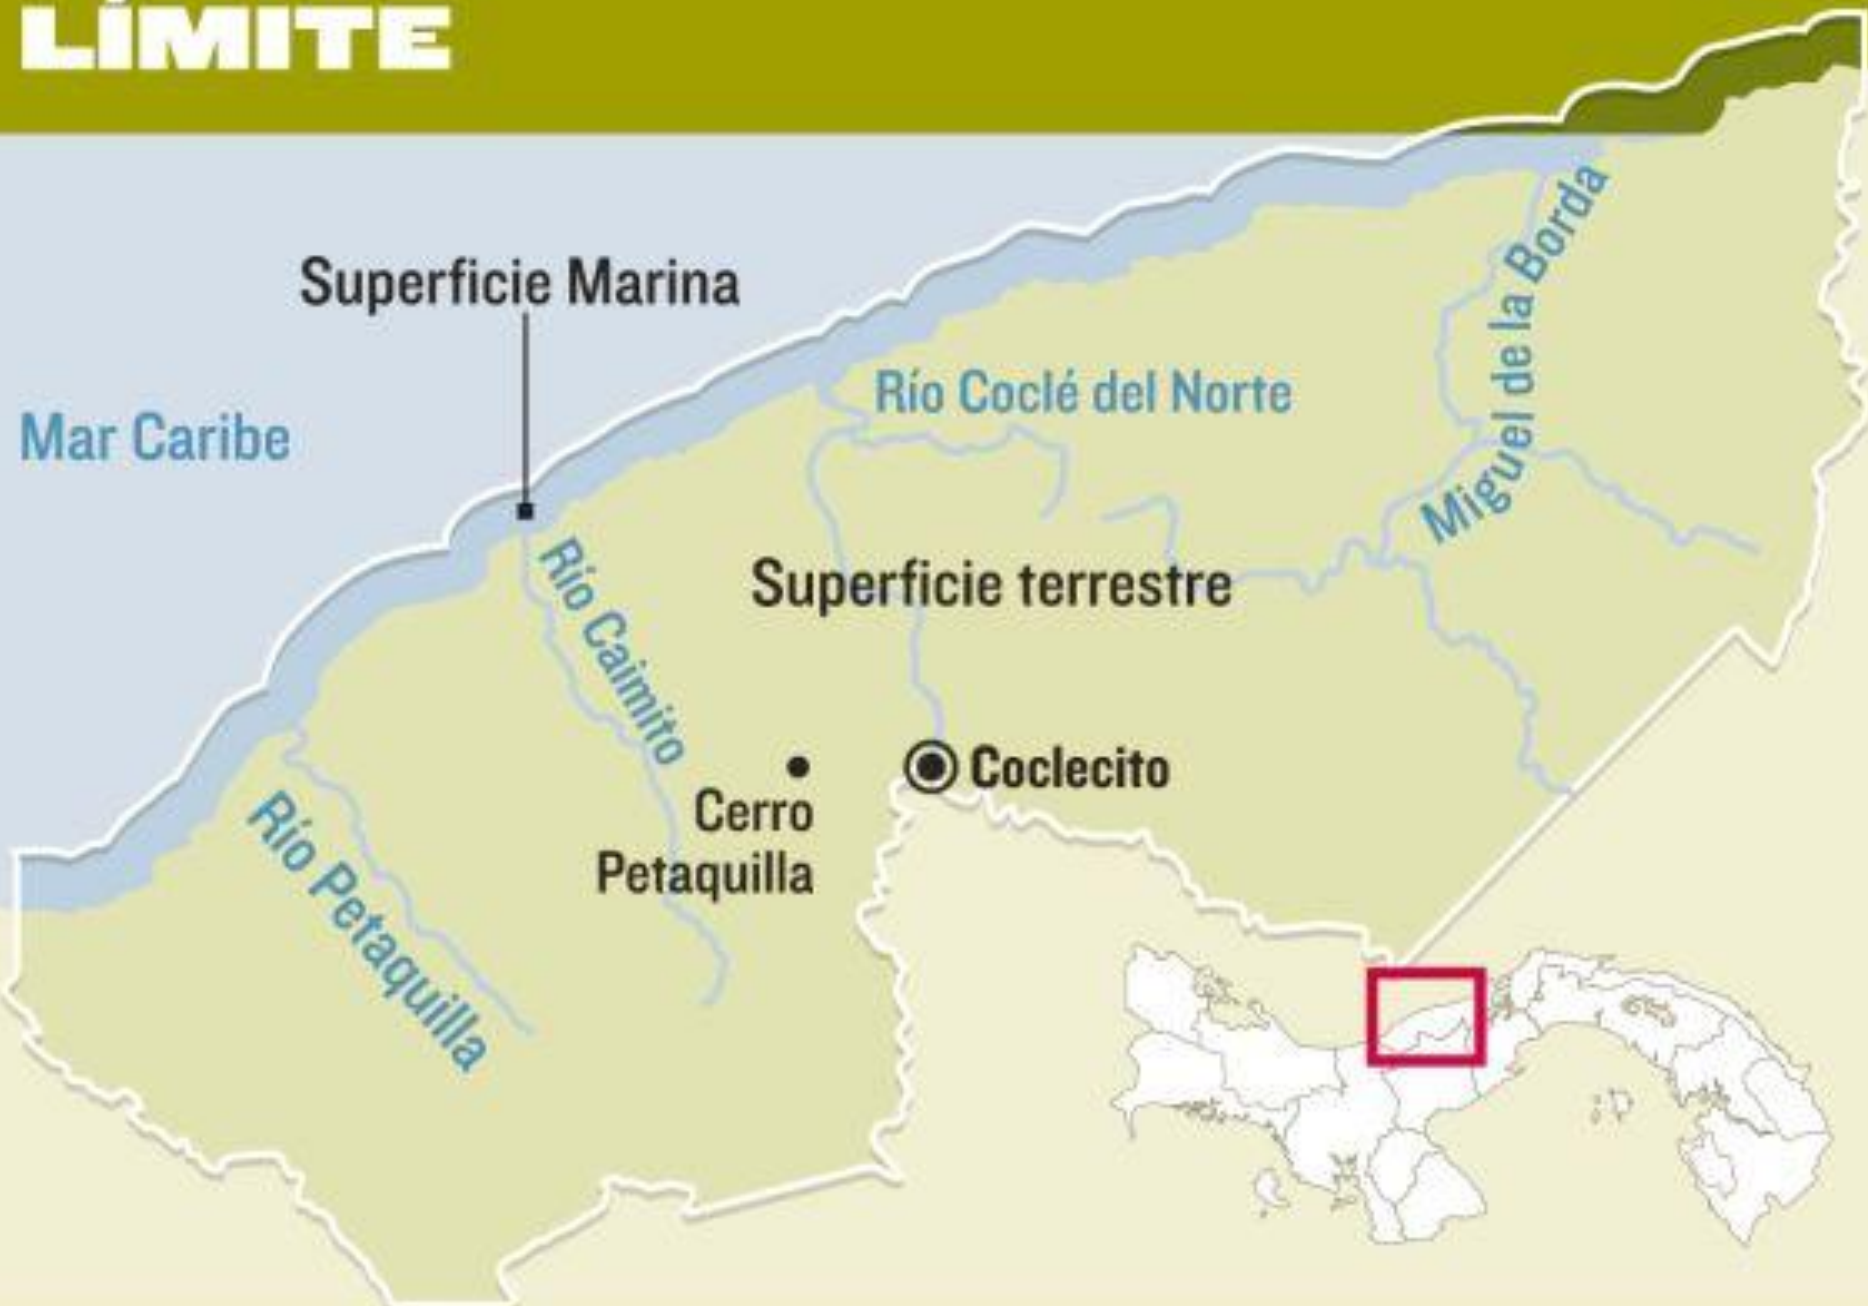 LÍMITE
Superficie Marina
Mar Caribe
Río Coclé del Norte
Miguel de la Borda
Río Caimito
Superficie terrestre
Coclecito
Cerro
Petaquilla
Río Petaquilla